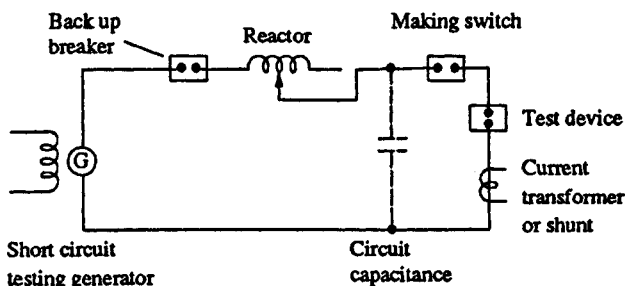 Back up
breaker
Reactor
Making switch
Test device
G
Current
transformer
or shunt
Short circuit
testing generator
Circuit
capacitance